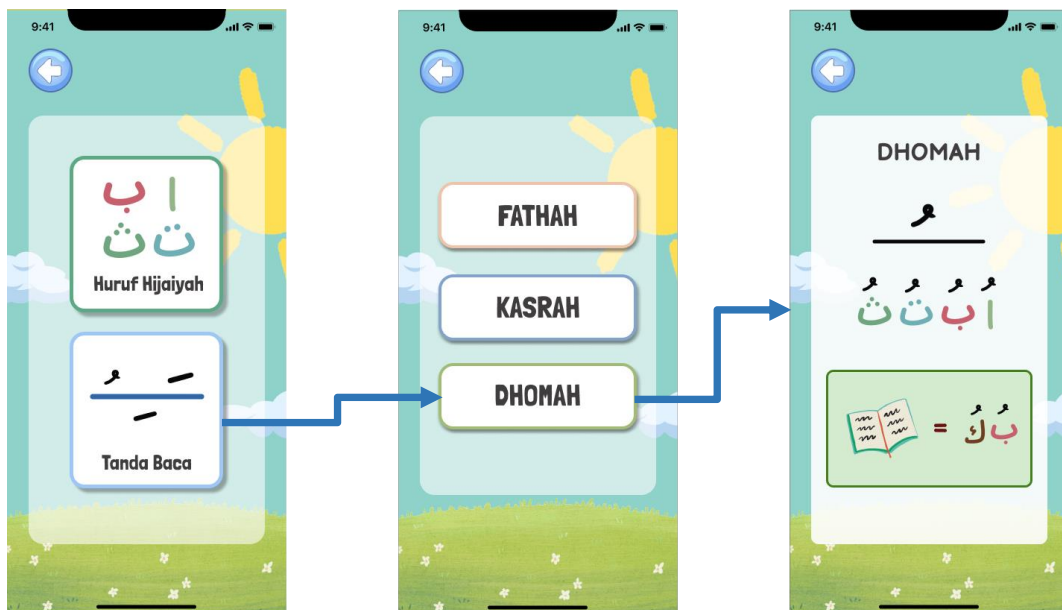 9:41
ا ب
ت ث
Huruf Hijaiyah
Tanda Baca
9:41
FATHAH
KASRAH
DHOMAH
9:41
DHOMAH
ُ
اُ بُ تُ ثُ
بُكُ =